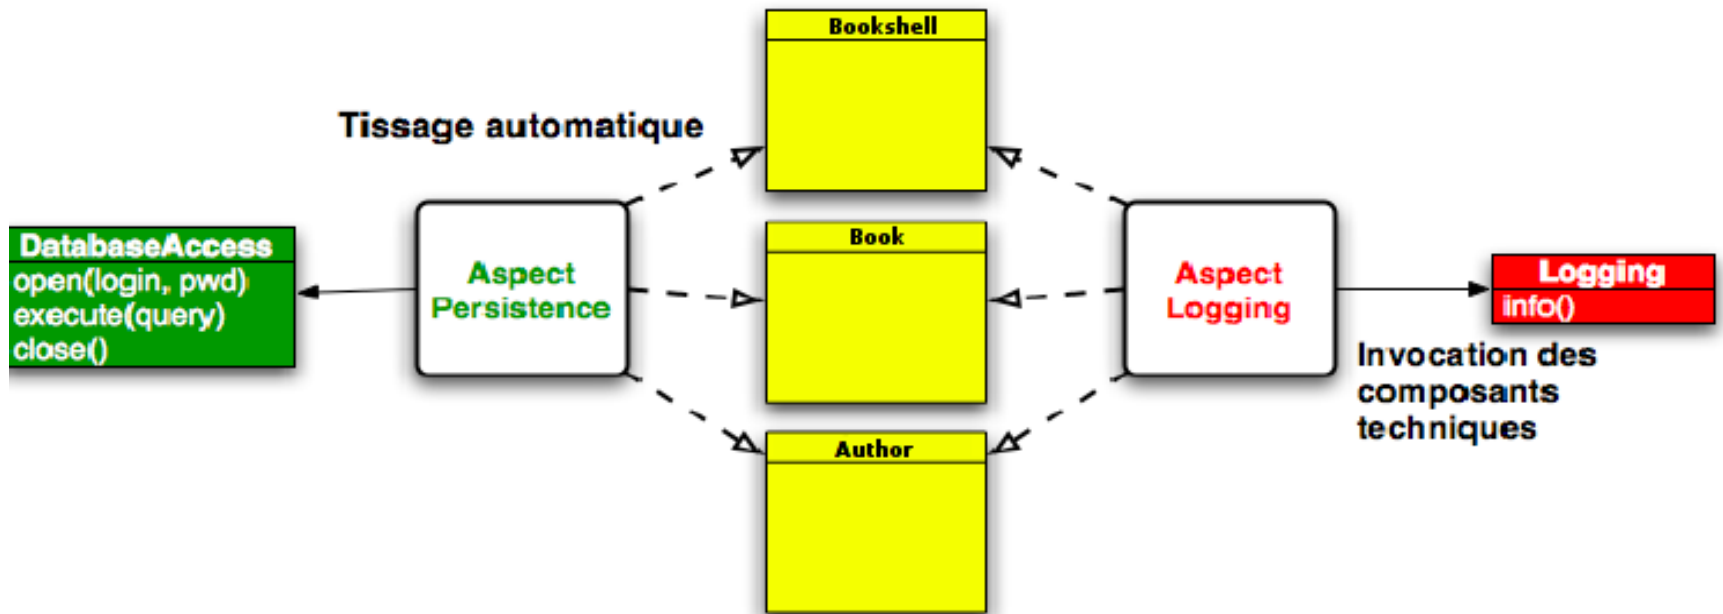 Bookshell
Tissage automatique
DatabaseAccess
open(login, pwd)
execute(query)
close()
Aspect
Persistence
Book
Aspect
Logging
Logging
info()
Invocation des
composants
techniques
Author